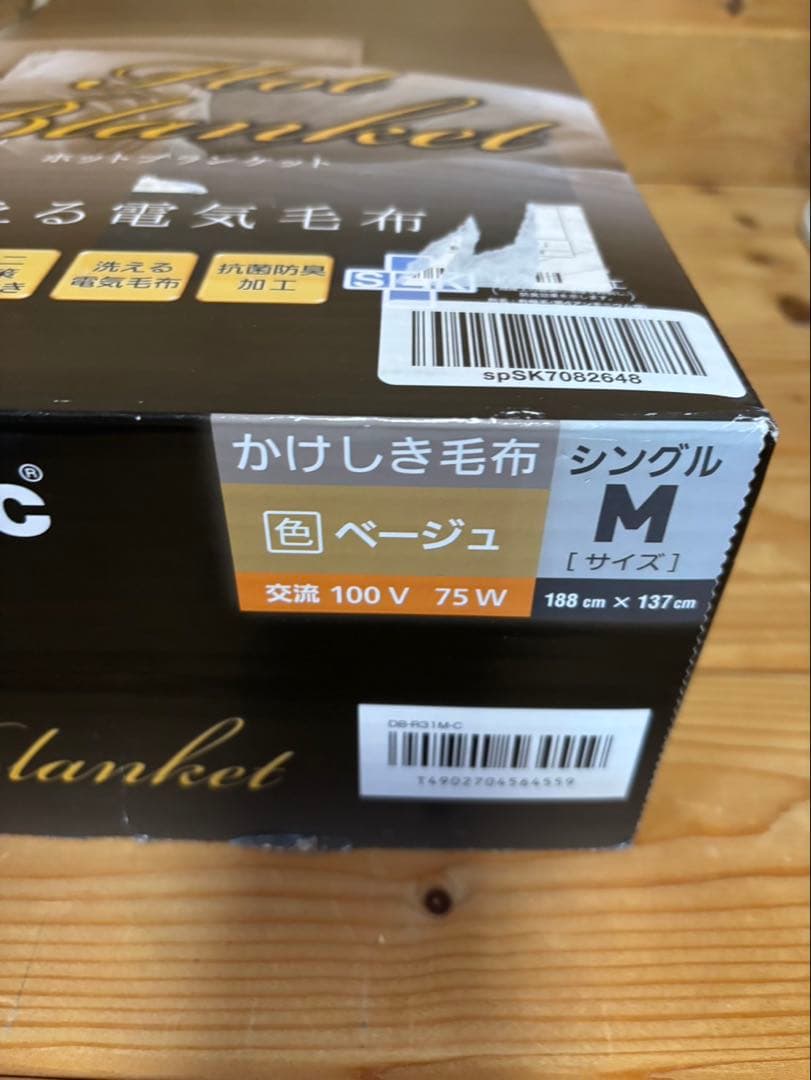 Hot
Blanket
ホットブランケット
える電気毛布
洗える
電気毛布
抗菌防臭
加工
SEK
spSK7082648
かけしき毛布
色 ベージュ
交流 100V 75W
シングル
M
[サイズ]
188cm × 137cm
c®
lanket
DB-R31M-C
T4902704564559